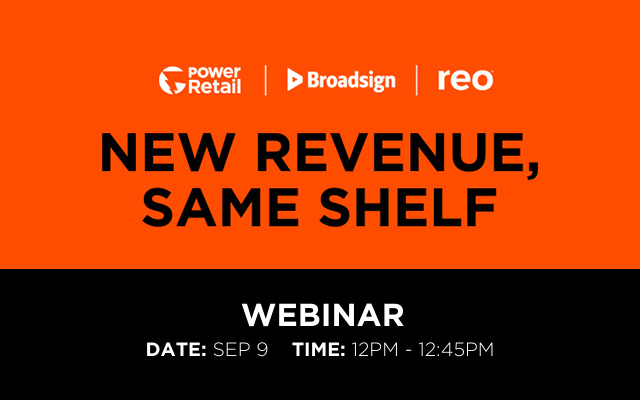 Power Retail | Broadsign | reo
NEW REVENUE,
SAME SHELF
WEBINAR
DATE: SEP 9 TIME: 12PM - 12:45PM